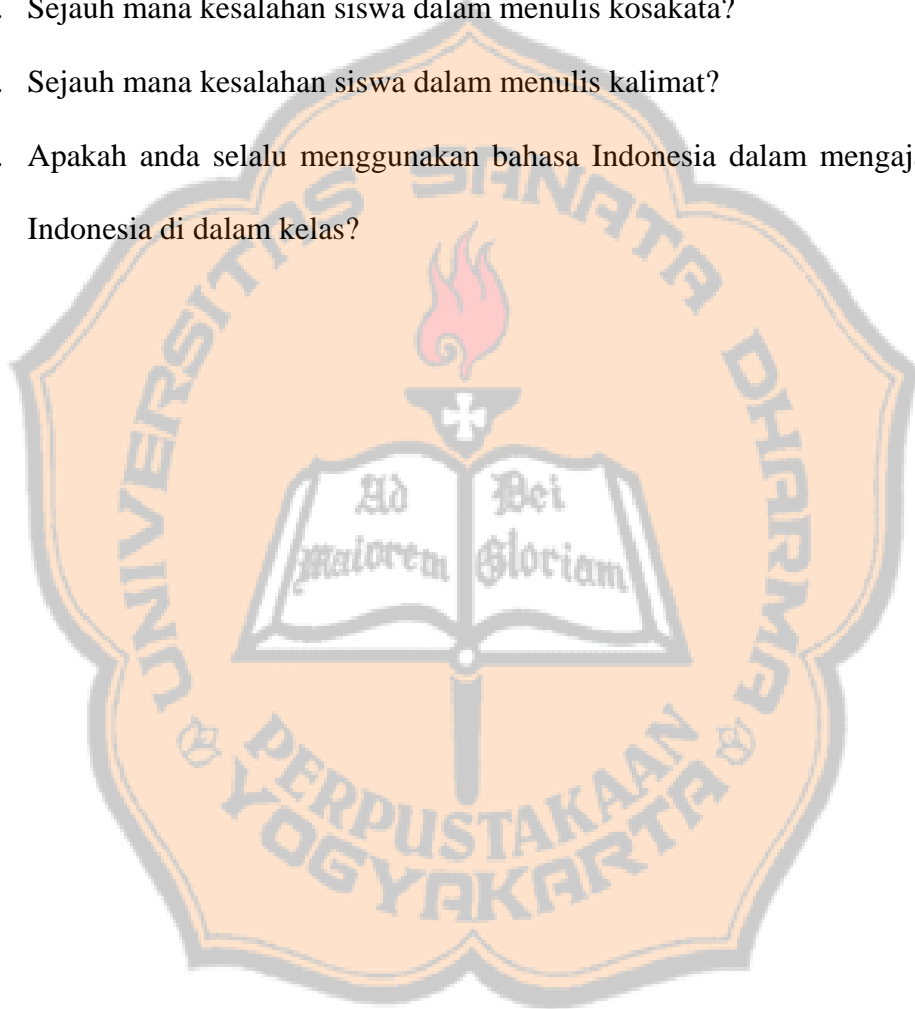 . Sejauh mana kesalahan siswa dalam menulis kosakata?
. Sejauh mana kesalahan siswa dalam menulis kalimat?
. Apakah anda selalu menggunakan bahasa Indonesia dalam
Indonesia di dalam kelas?
UNIVERSITAS SANATA DHARMA
Ad Dei
Maiorem Gloriam
PERPUSTAKAAN
YOGYAKARTA